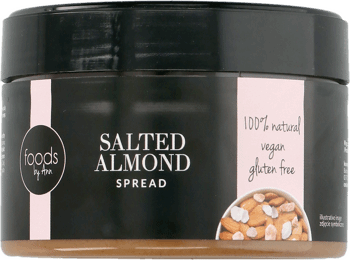 foods
by Ann
SALTED
ALMOND
SPREAD
100% natural
vegan
gluten free